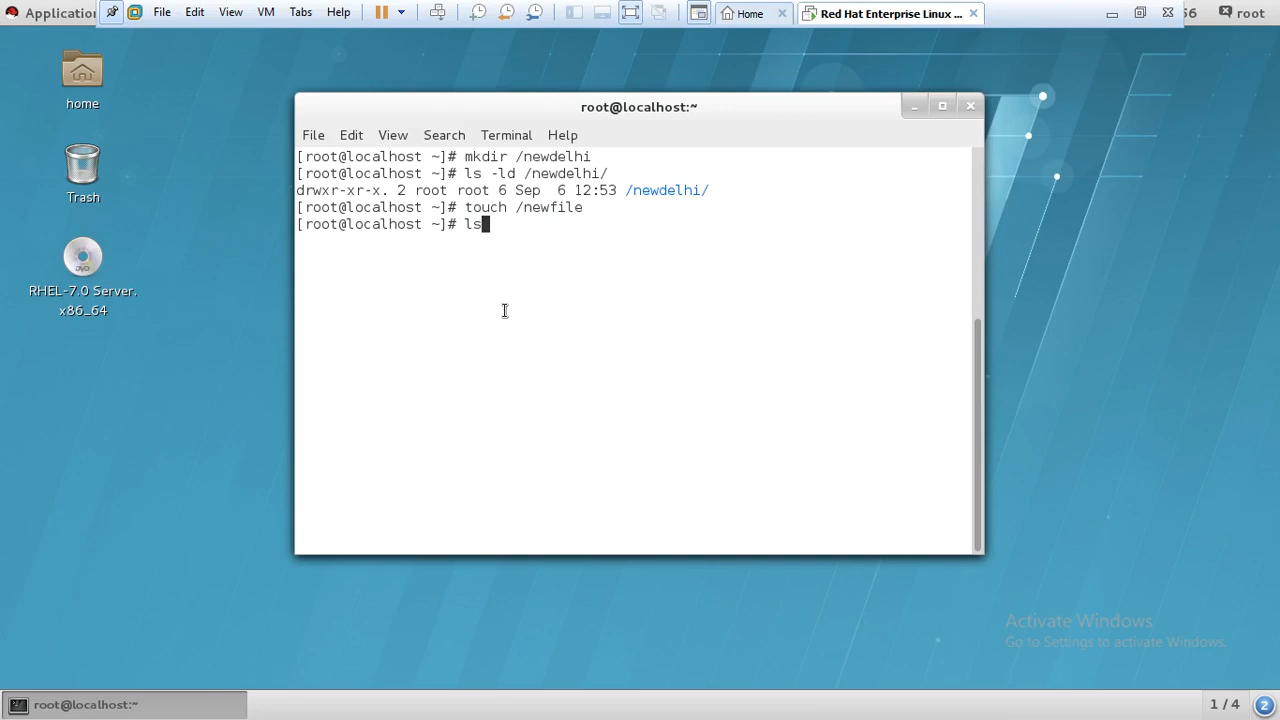 Application File Edit View VM Tabs Help Home Red Hat Enterprise Linux ... 56 root
home
Trash
RHEL-7.0 Server.
x86_64
root@localhost:~
File Edit View Search Terminal Help
[root@localhost ~]# mkdir /newdelhi
[root@localhost ~]# ls -ld /newdelhi/
drwxr-xr-x. 2 root root 6 Sep  6 12:53 /newdelhi/
[root@localhost ~]# touch /newfile
[root@localhost ~]# ls
Activate Windows
Go to Settings to activate Windows.
root@localhost:~ 1 / 4 2